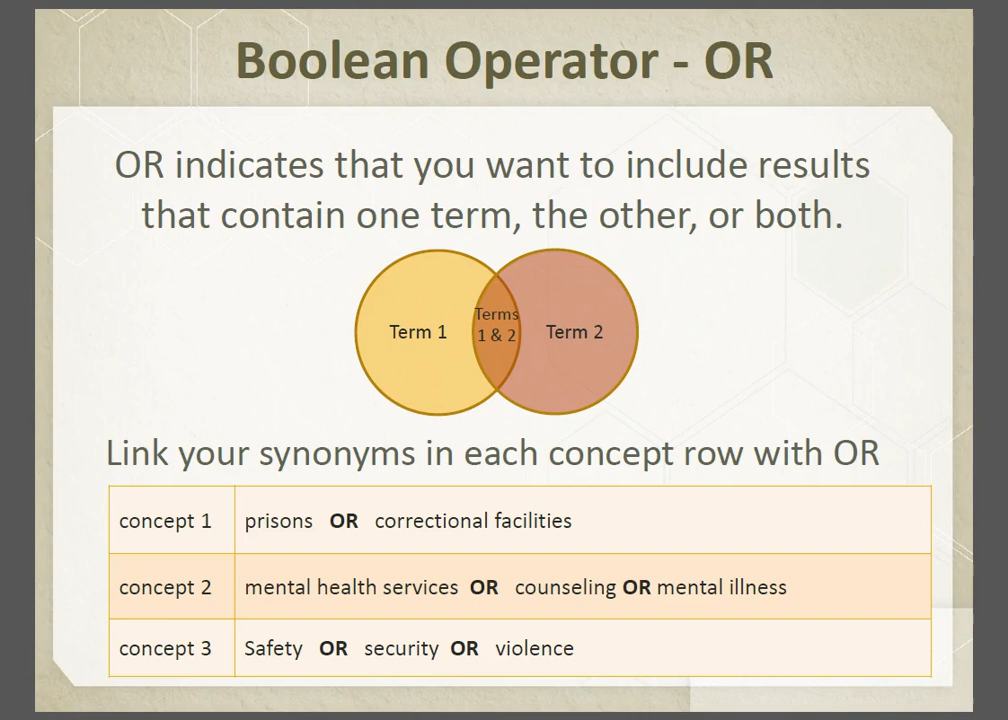 Boolean Operator - OR
OR indicates that you want to include results
that contain one term, the other, or both.
Term 1
Terms
1 & 2
Term 2
Link your synonyms in each concept row with OR
concept 1 prisons OR correctional facilities
concept 2 mental health services OR counseling OR mental illness
concept 3 Safety OR security OR violence